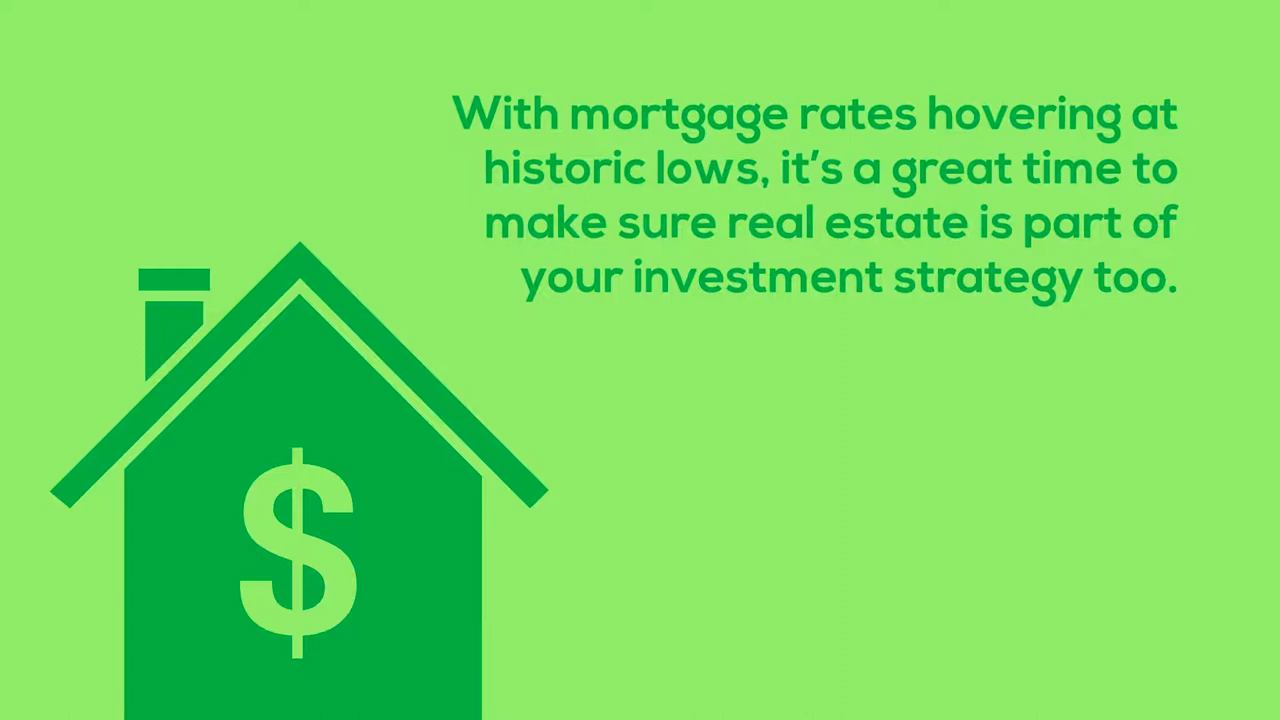 With mortgage rates hovering at
historic lows, it's a great time to
make sure real estate is part of
your investment strategy too.
$